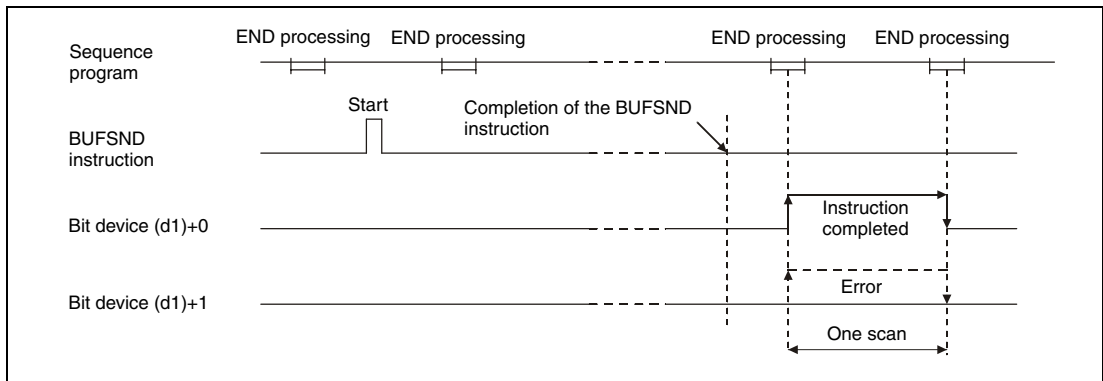 END processing
END processing
END processing
END processing
Sequence
program
Start
Completion of the BUFSND
instruction
BUFSND
instruction
Bit device (d1)+0
Instruction
completed
Error
Bit device (d1)+1
One scan